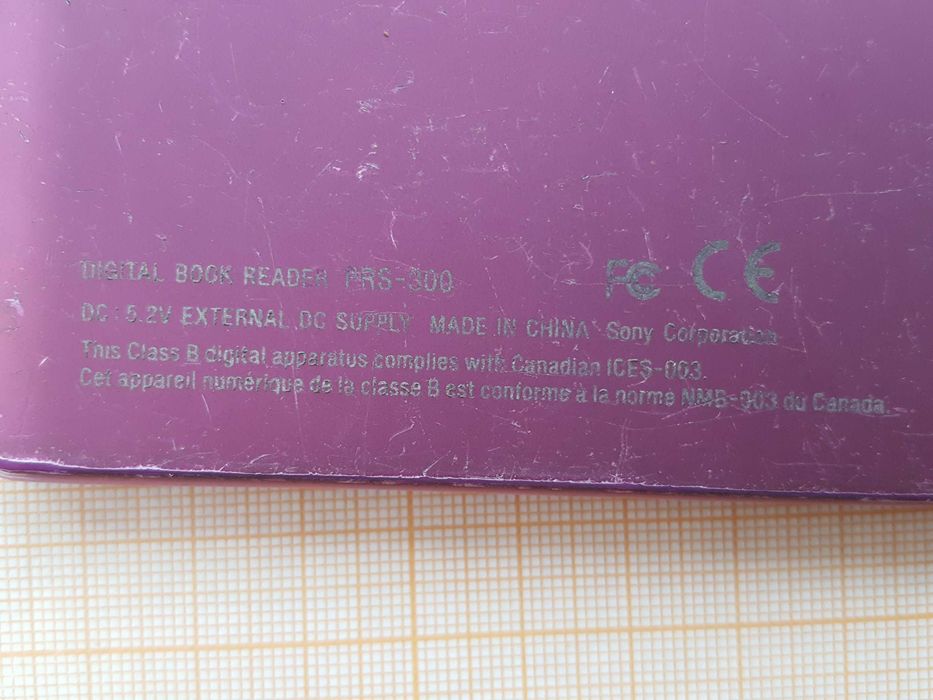 DIGITAL BOOK READER PRS-300 FC CE
DC : 5.2V EXTERNAL DC SUPPLY MADE IN CHINA Sony Corporation
This Class B digital apparatus complies with Canadian ICES-003.
Cet appareil numérique de la classe B est conforme à la norme NMB-003 du Canada.